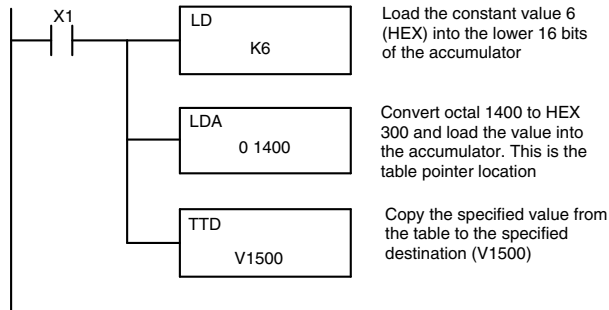 X1
LD
K6
Load the constant value 6
(HEX) into the lower 16 bits
of the accumulator
LDA
0 1400
Convert octal 1400 to HEX
300 and load the value into
the accumulator. This is the
table pointer location
TTD
V1500
Copy the specified value from
the table to the specified
destination (V1500)